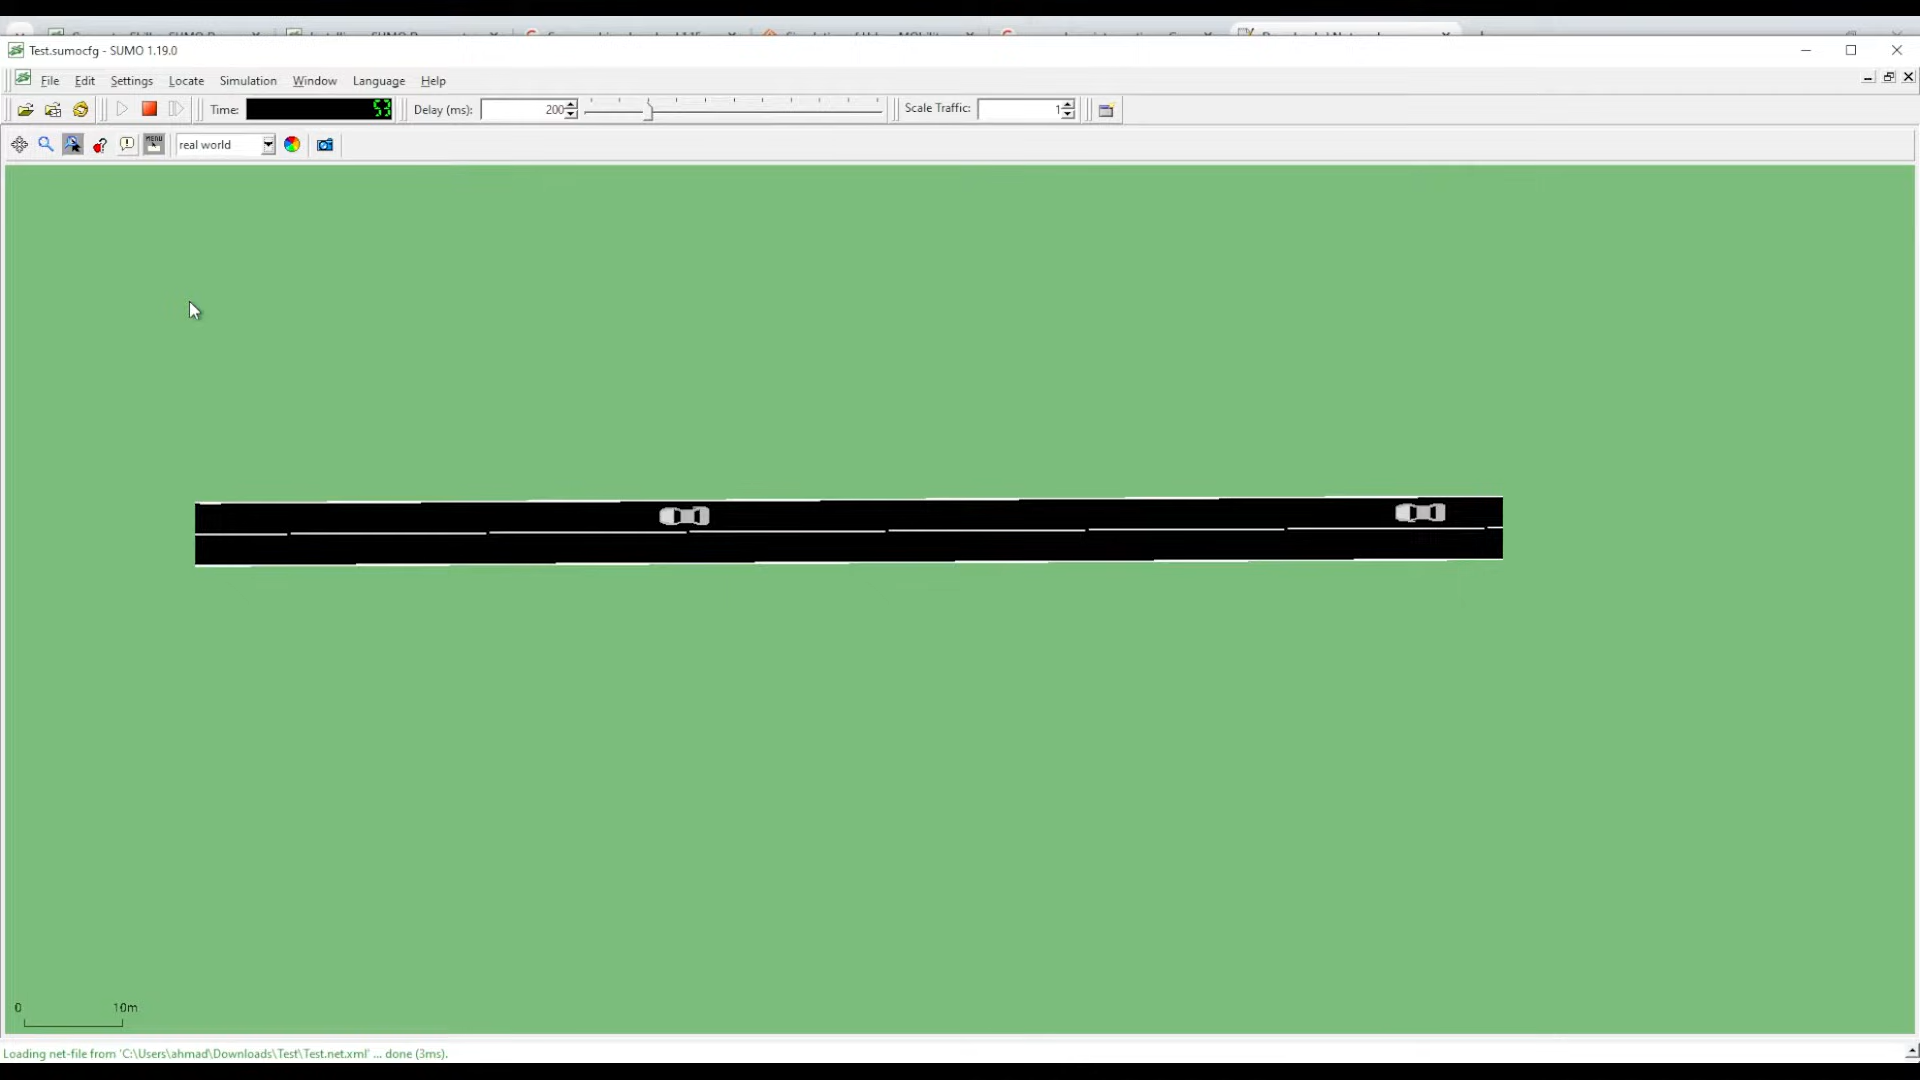 Test.sumocfg - SUMO 1.19.0
File Edit Settings Locate Simulation Window Language Help
Time: 53 Delay (ms): 200 Scale Traffic: 1
MENU real world
0 10m
Loading net-file from 'C:\Users\ahmad\Downloads\Test\Test.net.xml' ... done (3ms).